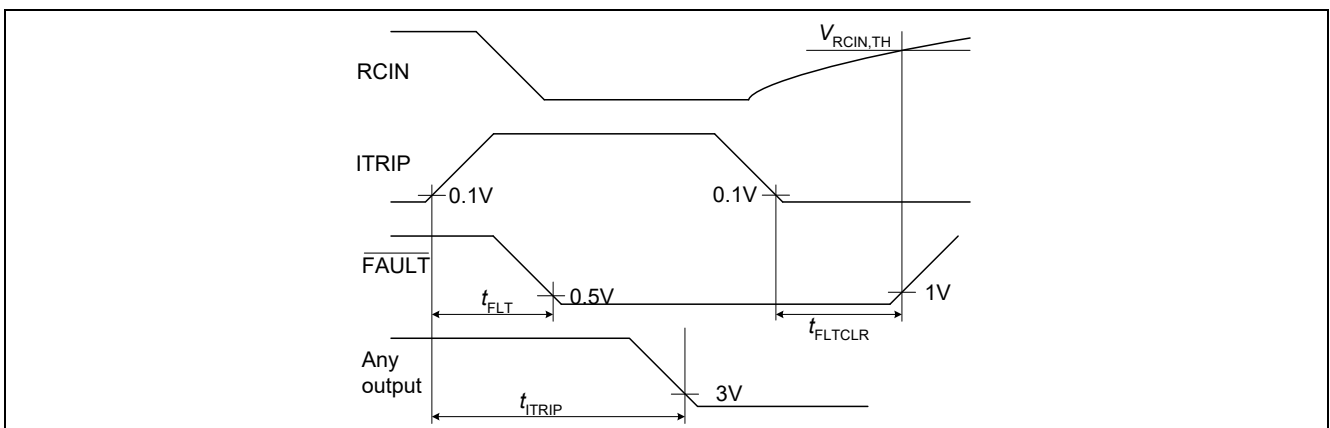 V_RCIN,TH
RCIN
ITRIP
0.1V
0.1V
FAULT
0.5V
1V
t_FLT
t_FLTCLR
Any
output
3V
t_ITRIP